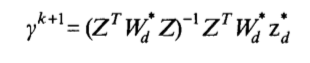 γ^{k+1} = (Z^T W_d^* Z)^{-1} Z^T W_d^* z_d^*